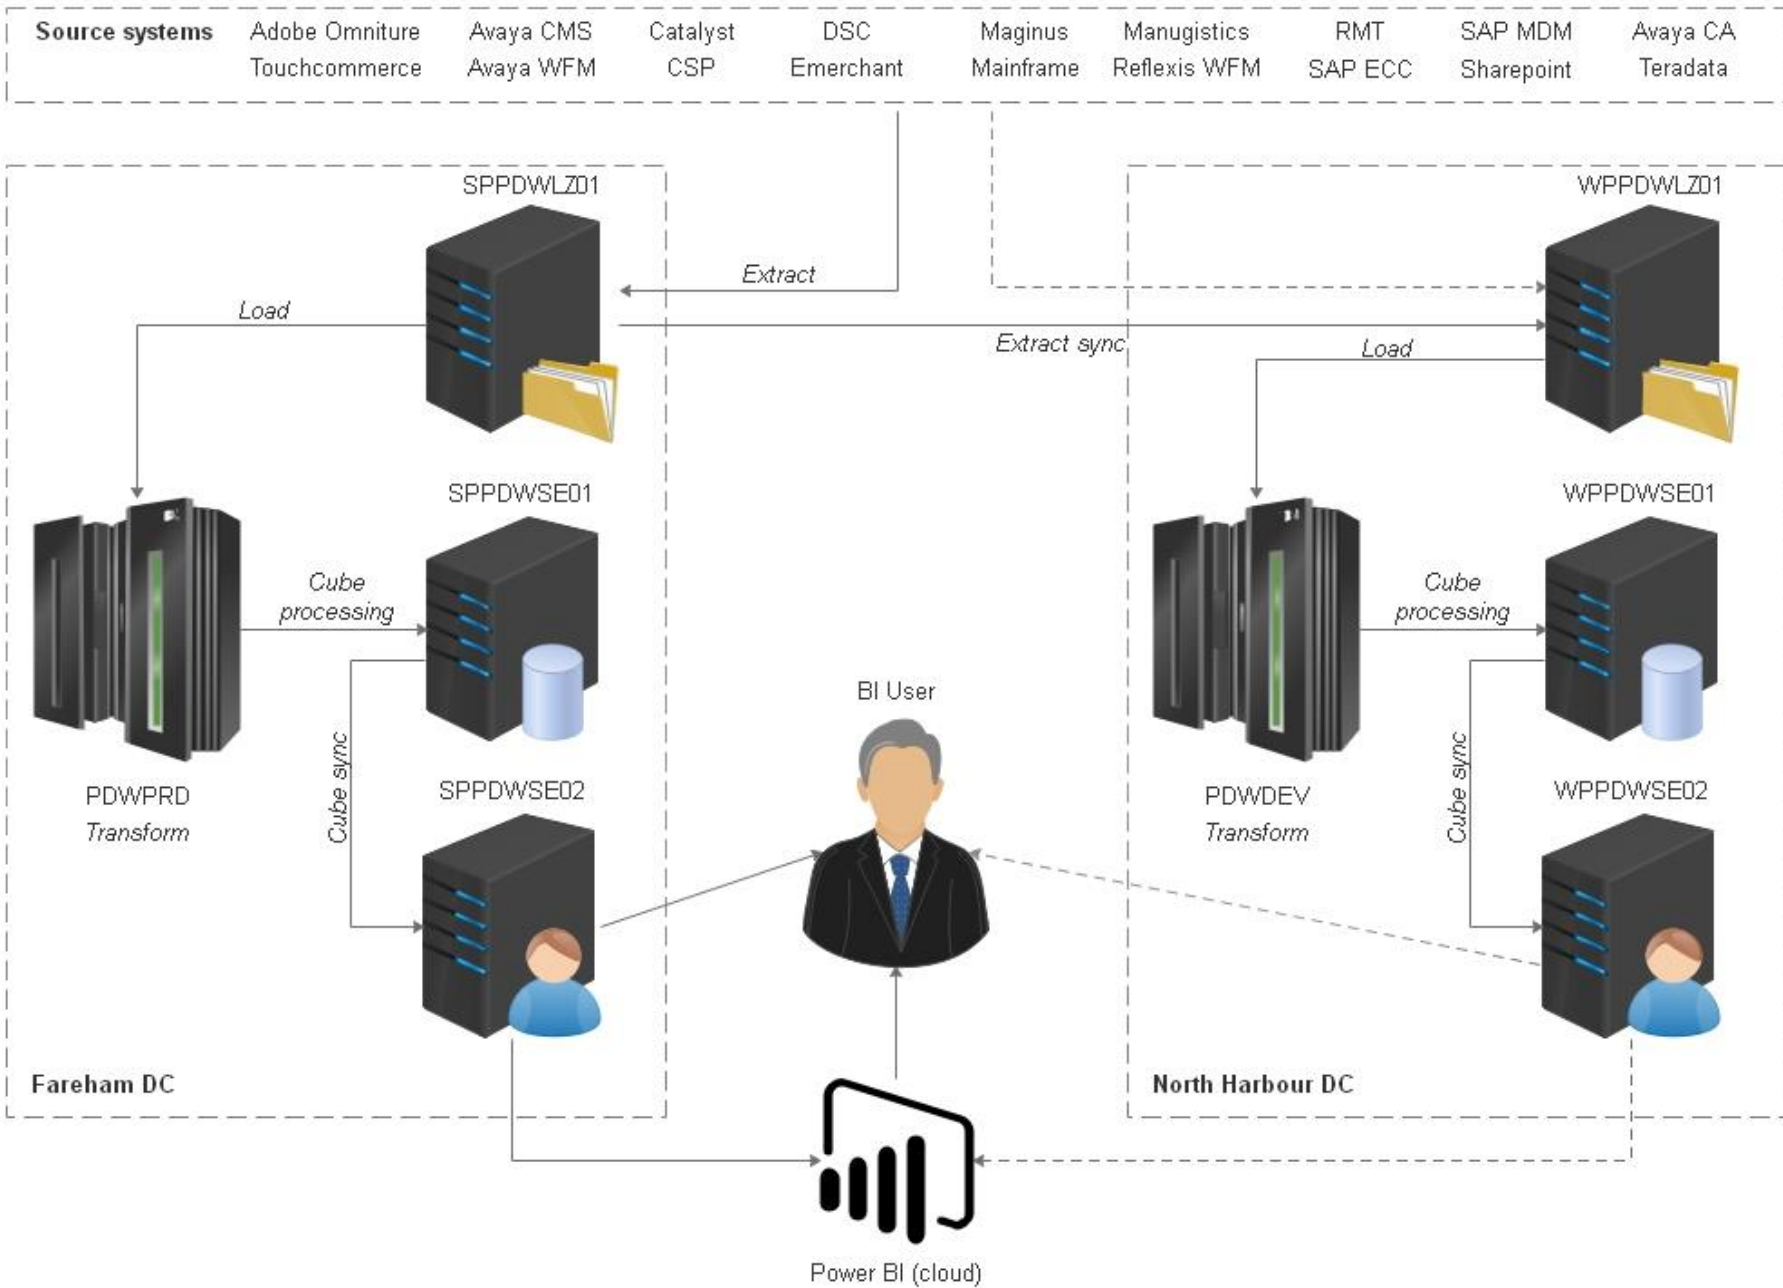 Source systems
Adobe Omniture
Touchcommerce
Avaya CMS
Avaya WFM
Catalyst
CSP
DSC
Emerchant
Maginus
Mainframe
Manugistics
Reflexis WFM
RMT
SAP ECC
SAP MDM
Sharepoint
Avaya CA
Teradata
SPPDWLZ01
Extract
Load
Extract sync
SPPDWSE01
Cube
processing
Cube sync
PDWPRD
Transform
SPPDWSE02
Fareham DC
BI User
Power BI (cloud)
WPPDWLZ01
Load
WPPDWSE01
Cube
processing
Cube sync
PDWDEV
Transform
WPPDWSE02
North Harbour DC